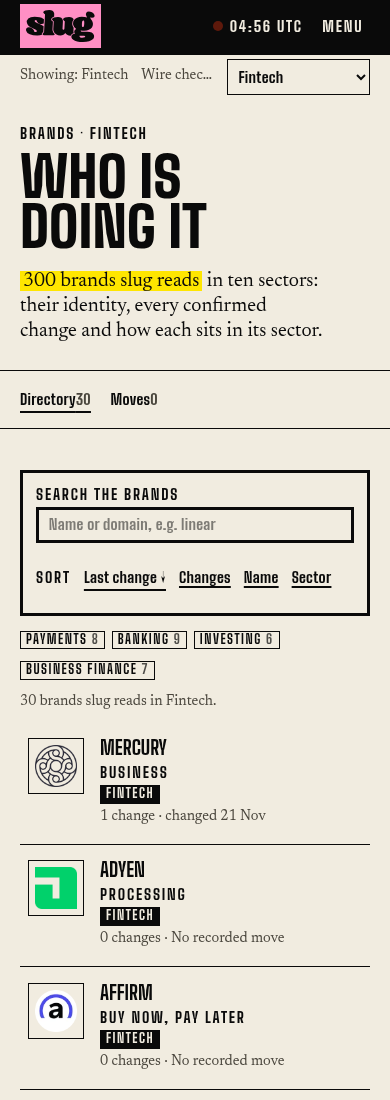 slug
04:56 UTC MENU
Showing: Fintech Wire chec... Fintech
BRANDS · FINTECH
WHO IS
DOING IT
300 brands slug reads in ten sectors:
their identity, every confirmed
change and how each sits in its sector.
Directory30 Moves0
SEARCH THE BRANDS
Name or domain, e.g. linear
SORT Last change ↓ Changes Name Sector
PAYMENTS 8 BANKING 9 INVESTING 6
BUSINESS FINANCE 7
30 brands slug reads in Fintech.
MERCURY
BUSINESS
FINTECH
1 change · changed 21 Nov
ADYEN
PROCESSING
FINTECH
0 changes · No recorded move
a
AFFIRM
BUY NOW, PAY LATER
FINTECH
0 changes · No recorded move